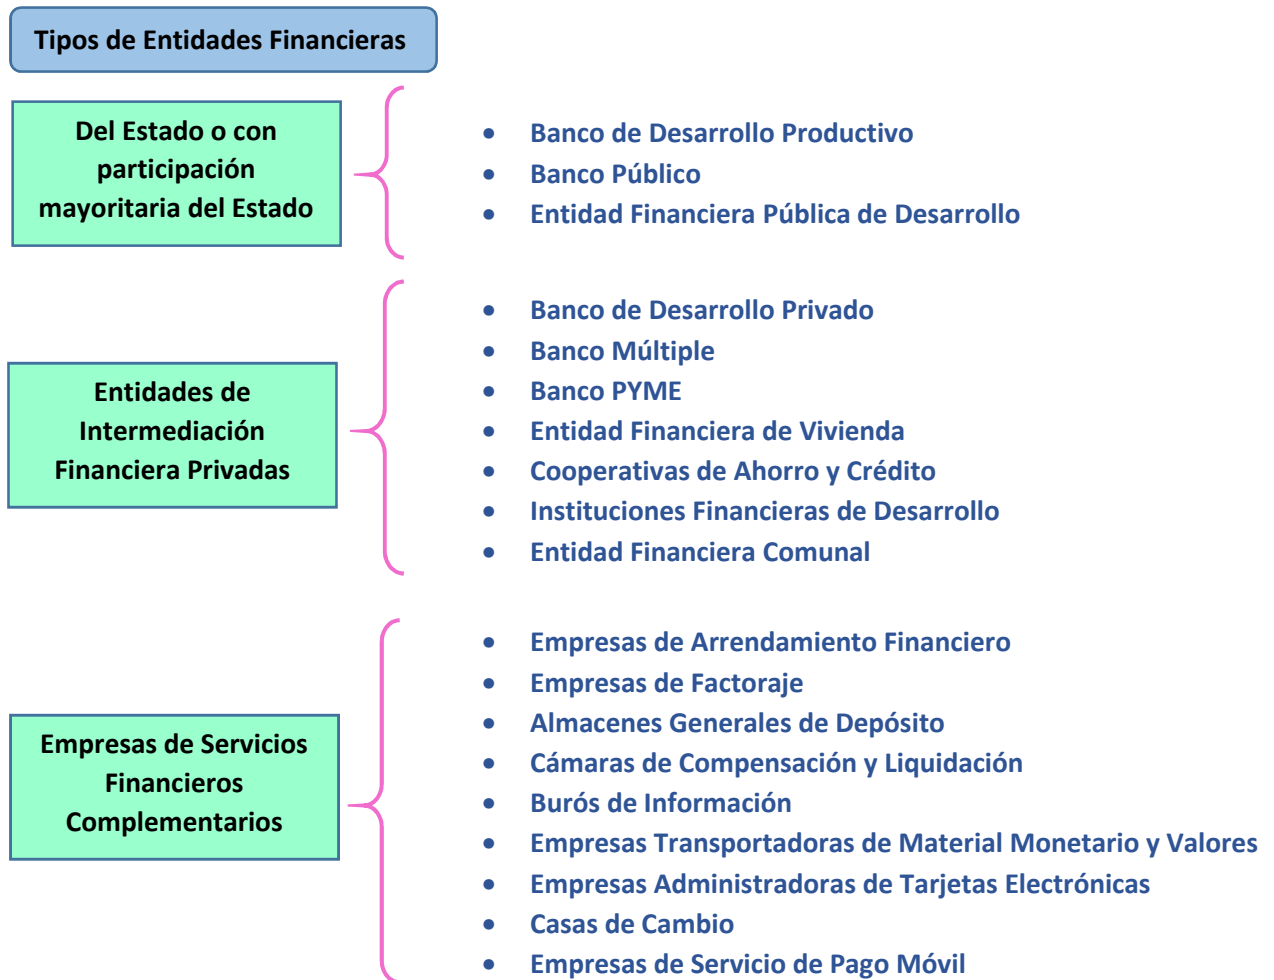 Tipos de Entidades Financieras
Del Estado o con
participación
mayoritaria del Estado
• Banco de Desarrollo Productivo
• Banco Público
• Entidad Financiera Pública de Desarrollo
Entidades de
Intermediación
Financiera Privadas
• Banco de Desarrollo Privado
• Banco Múltiple
• Banco PYME
• Entidad Financiera de Vivienda
• Cooperativas de Ahorro y Crédito
• Instituciones Financieras de Desarrollo
• Entidad Financiera Comunal
Empresas de Servicios
Financieros
Complementarios
• Empresas de Arrendamiento Financiero
• Empresas de Factoraje
• Almacenes Generales de Depósito
• Cámaras de Compensación y Liquidación
• Burós de Información
• Empresas Transportadoras de Material Monetario y Valores
• Empresas Administradoras de Tarjetas Electrónicas
• Casas de Cambio
• Empresas de Servicio de Pago Móvil